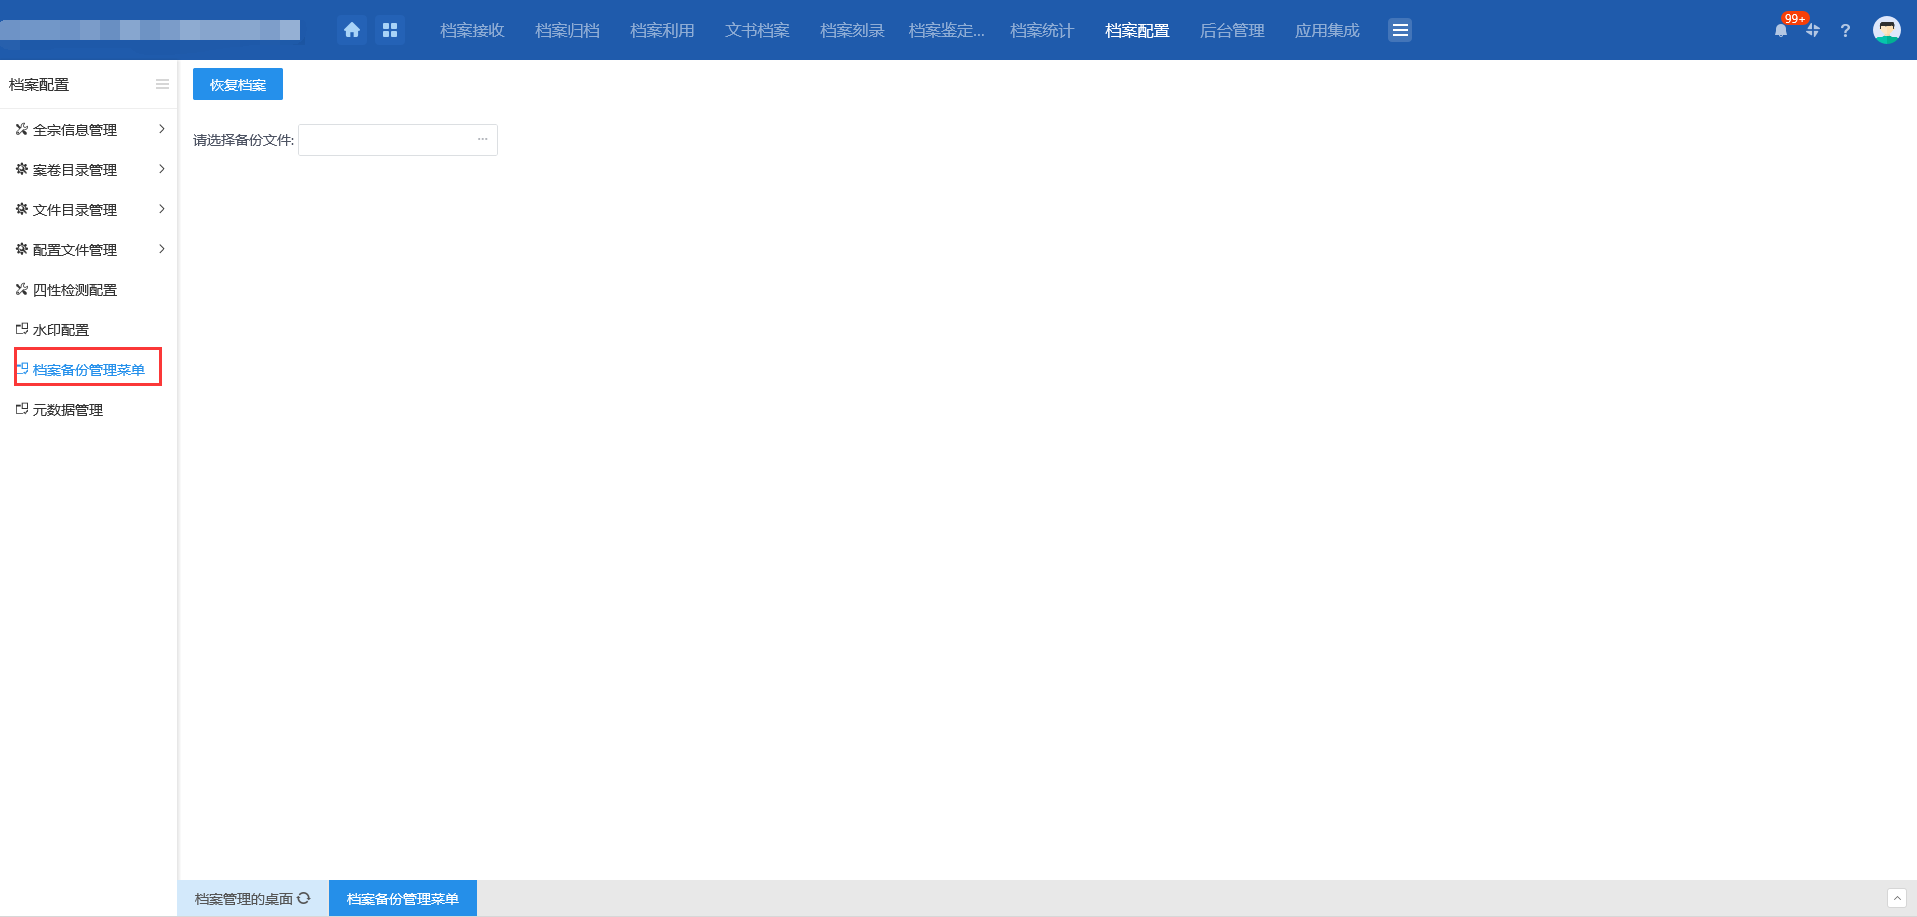 档案接收 档案归档 档案利用 文书档案 档案刻录 档案鉴定... 档案统计 档案配置 后台管理 应用集成
99+
?
档案配置
恢复档案
全宗信息管理
请选择备份文件: ...
案卷目录管理
文件目录管理
配置文件管理
四性检测配置
水印配置
档案备份管理菜单
元数据管理
档案管理的桌面 档案备份管理菜单